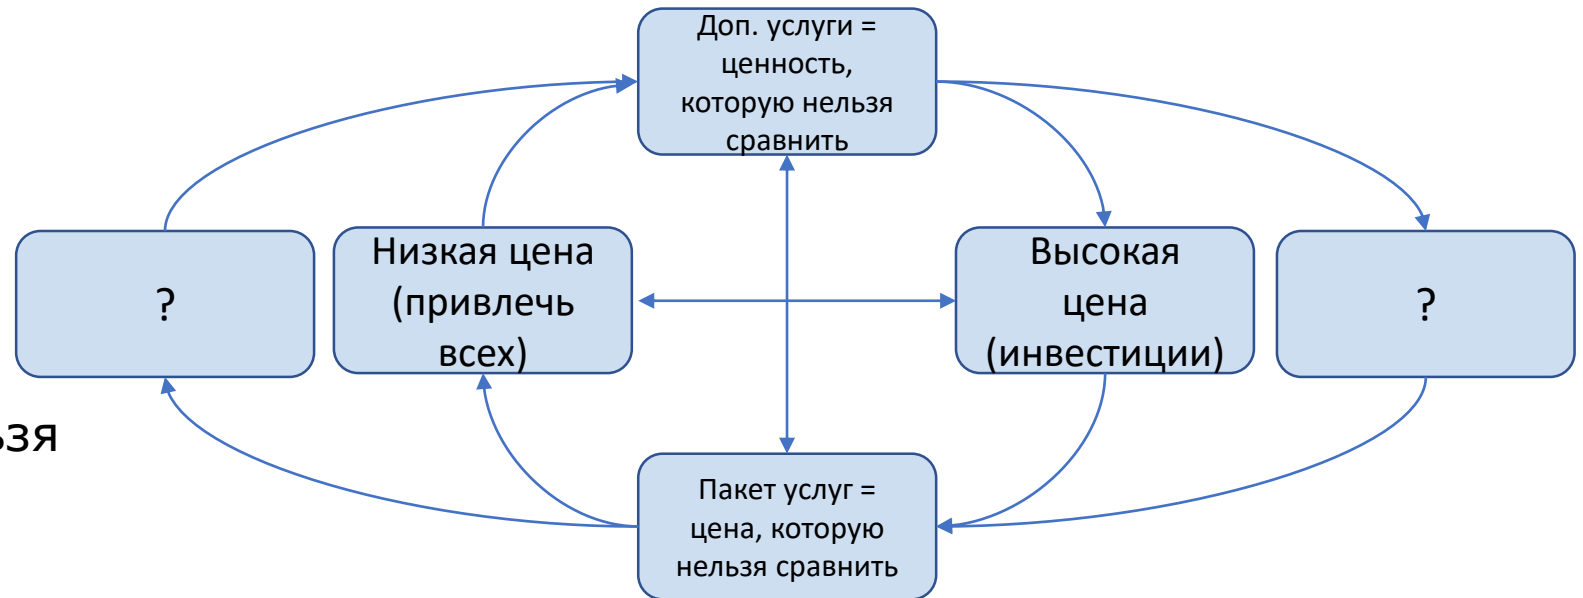 Доп. услуги =
ценность,
которую нельзя
сравнить
?
Низкая цена
(привлечь
всех)
Высокая
цена
(инвестиции)
?
ьзя
Пакет услуг =
цена, которую
нельзя сравнить